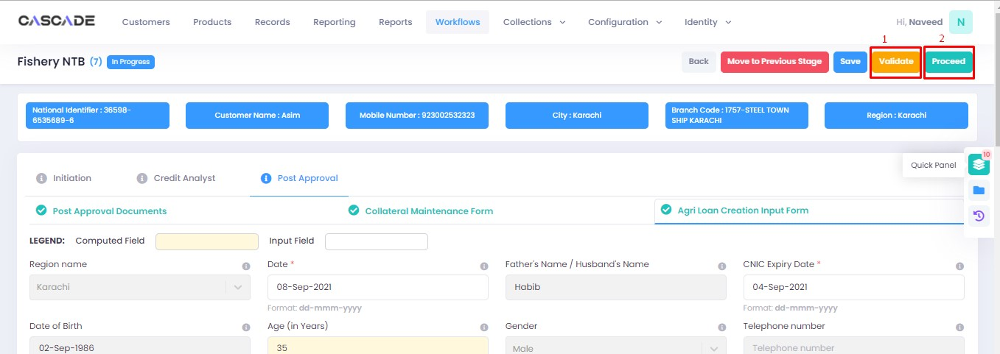 CASCADE
Customers
Products
Records
Reporting
Reports
Workflows
Collections
Configuration
Identity
Hi, Naveed
N
1
2
Fishery NTB (7) In Progress
Back
Move to Previous Stage
Save
Validate
Proceed
National Identifier : 36598-
6535689-6
Customer Name : Asim
Mobile Number : 923002532323
City : Karachi
Branch Code : 1757-STEEL TOWN
SHIP KARACHI
Region : Karachi
Quick Panel
10
Initiation
Credit Analyst
Post Approval
Post Approval Documents
Collateral Maintenance Form
Agri Loan Creation Input Form
LEGEND: Computed Field
Input Field
Region name
Date *
Father's Name / Husband's Name
CNIC Expiry Date *
Karachi
08-Sep-2021
Habib
04-Sep-2021
Format: dd-mmm-yyyy
Format: dd-mmm-yyyy
Date of Birth
Age (in Years)
Gender
Telephone number
02-Sep-1986
35
Male
Telephone number